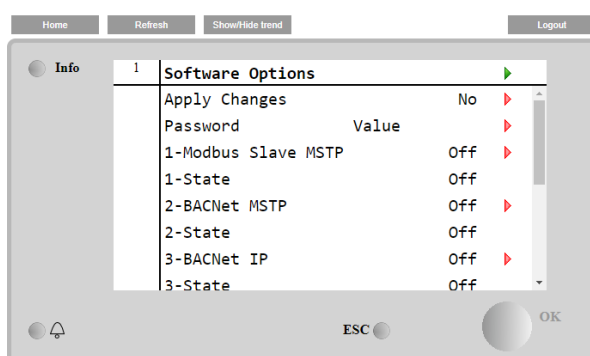 Home Refresh Show/Hide trend Logout
Info 1 Software Options
Apply Changes No
Password Value
1-Modbus Slave MSTP Off
1-State Off
2-BACNet MSTP Off
2-State Off
3-BACNet IP Off
3-State Off
ESC OK